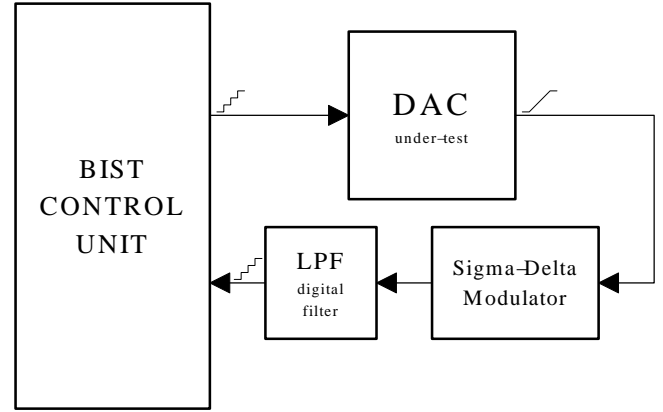 BIST
CONTROL
UNIT
DAC
under-test
LPF
digital
filter
Sigma-Delta
Modulator